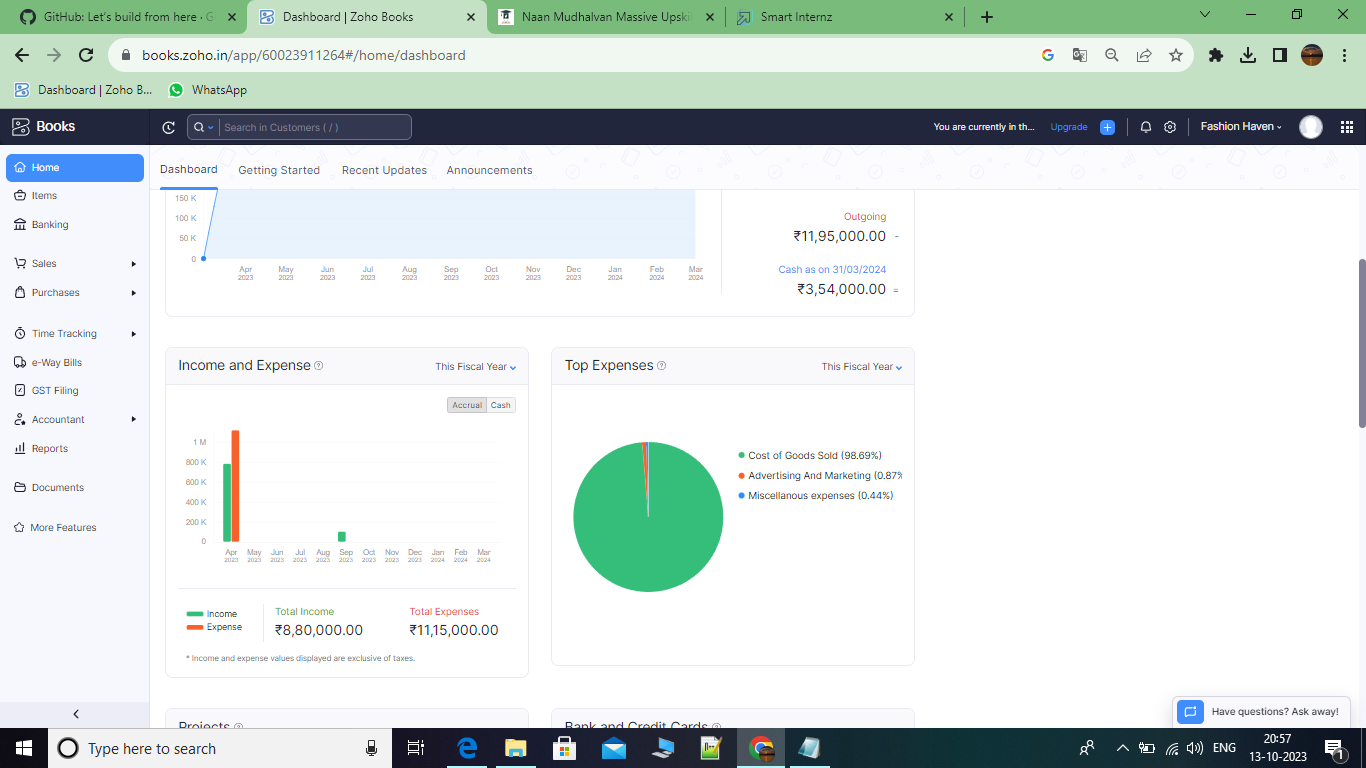 GitHub: Let's build from here · G
Dashboard | Zoho Books
Naan Mudhalvan Massive Upski
Smart Internz
books.zoho.in/app/60023911264#/home/dashboard
Dashboard | Zoho B...
WhatsApp
Books
Search in Customers ( / )
You are currently in th...
Upgrade
Fashion Haven
Home
Items
Banking
Sales
Purchases
Time Tracking
e-Way Bills
GST Filing
Accountant
Reports
Documents
More Features
Dashboard
Getting Started
Recent Updates
Announcements
150 K
100 K
50 K
0
Apr 2023
May 2023
Jun 2023
Jul 2023
Aug 2023
Sep 2023
Oct 2023
Nov 2023
Dec 2023
Jan 2024
Feb 2024
Mar 2024
Outgoing
₹11,95,000.00 -
Cash as on 31/03/2024
₹3,54,000.00 =
Income and Expense
This Fiscal Year
Accrual
Cash
1 M
800 K
600 K
400 K
200 K
0
Apr 2023
May 2023
Jun 2023
Jul 2023
Aug 2023
Sep 2023
Oct 2023
Nov 2023
Dec 2023
Jan 2024
Feb 2024
Mar 2024
Income
Expense
Total Income
₹8,80,000.00
Total Expenses
₹11,15,000.00
* Income and expense values displayed are exclusive of taxes.
Top Expenses
This Fiscal Year
Cost of Goods Sold (98.69%)
Advertising And Marketing (0.87%
Miscellanous expenses (0.44%)
Projects
Bank and Credit Cards
Have questions? Ask away!
Type here to search
ENG
20:57
13-10-2023
1